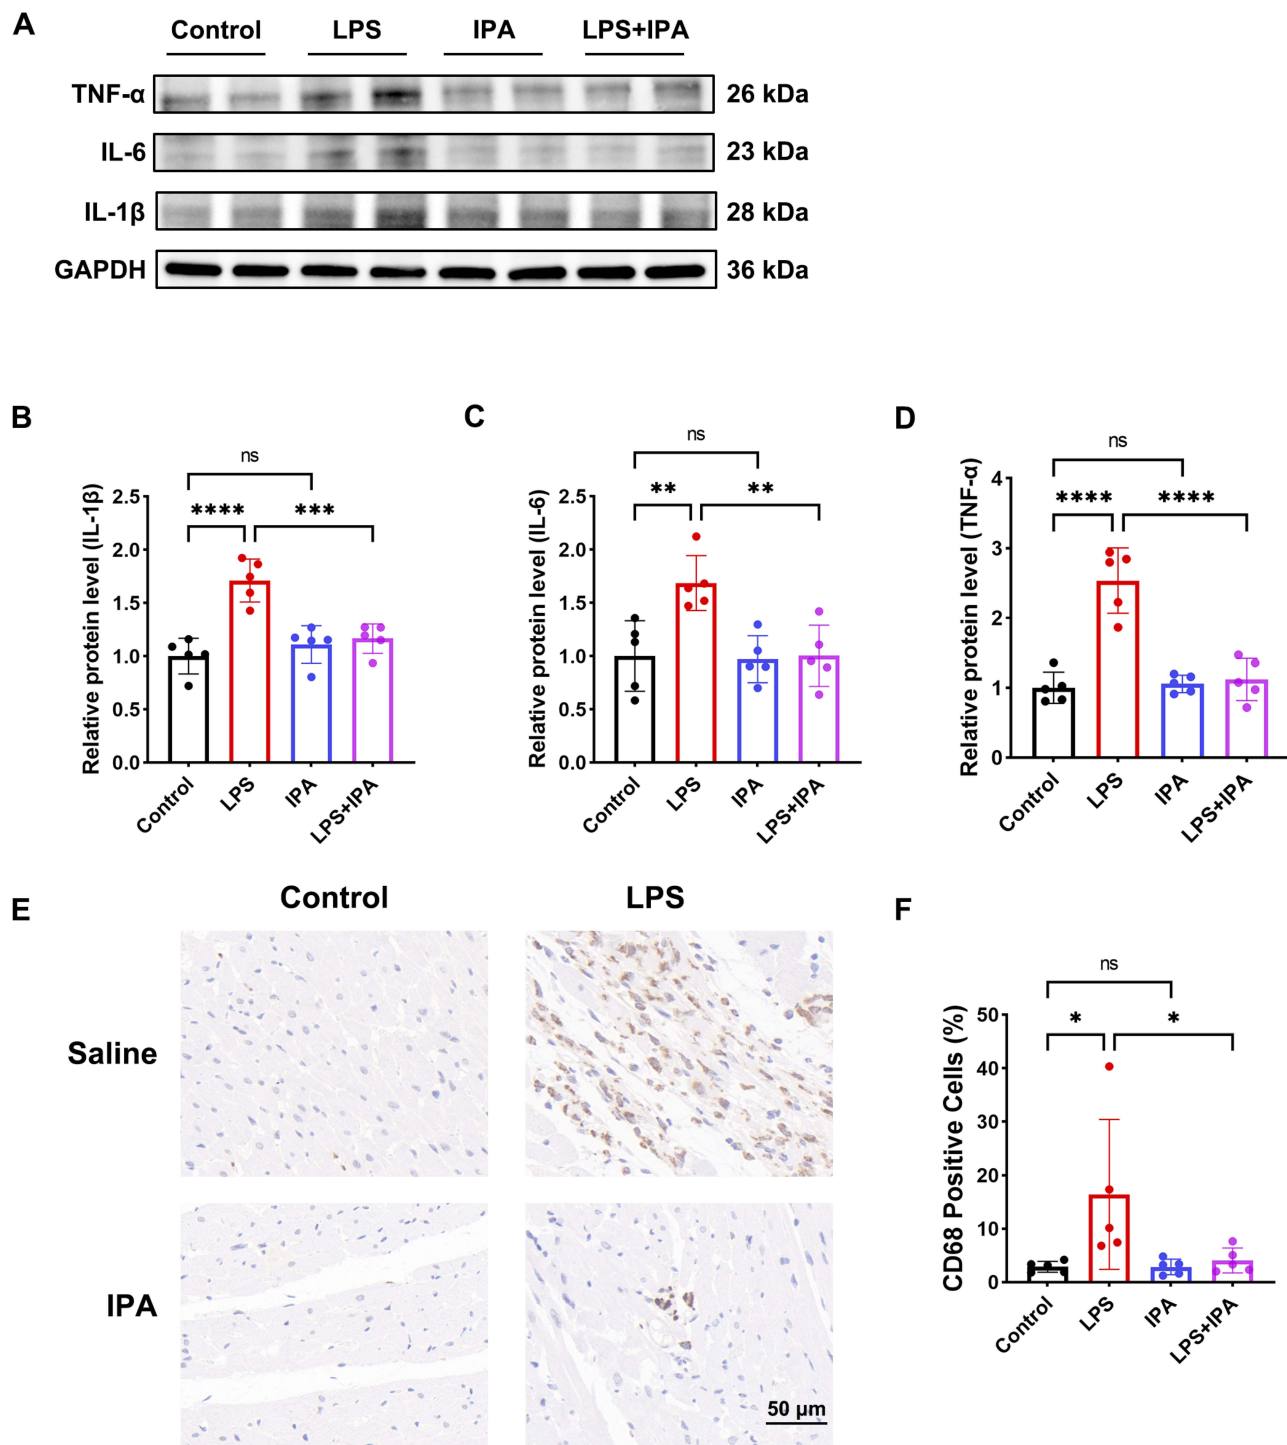 A
Control LPS IPA LPS+IPA
TNF-α 26 kDa
IL-6 23 kDa
IL-1β 28 kDa
GAPDH 36 kDa
B
Relative protein level (IL-1β)
ns
**** ***
2.5
2.0
1.5
1.0
0.5
0.0
Control LPS IPA LPS+IPA
C
Relative protein level (IL-6)
ns
** **
2.5
2.0
1.5
1.0
0.5
0.0
Control LPS IPA LPS+IPA
D
Relative protein level (TNF-α)
ns
**** ****
4
3
2
1
0
Control LPS IPA LPS+IPA
E
Control LPS
Saline
IPA
50 μm
F
CD68 Positive Cells (%)
ns
* *
50
40
30
20
10
0
Control LPS IPA LPS+IPA